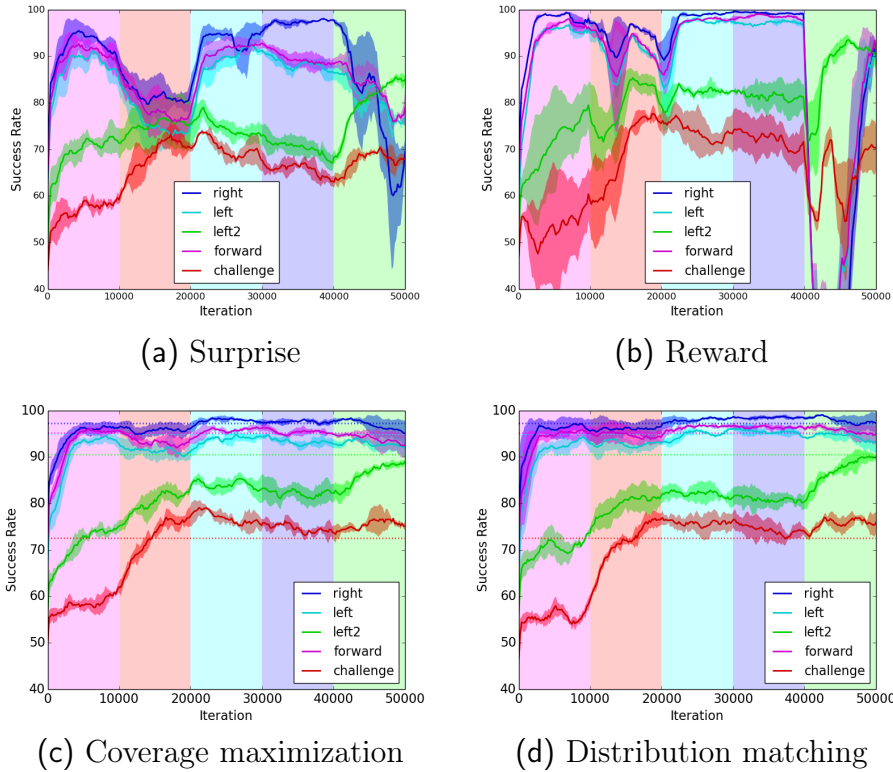 100
90
80
70
60
50
40
Success Rate
0 10000 20000 30000 40000 50000
Iteration
right
left
left2
forward
challenge
(a) Surprise
100
90
80
70
60
50
40
Success Rate
0 10000 20000 30000 40000 50000
Iteration
right
left
left2
forward
challenge
(b) Reward
100
90
80
70
60
50
40
Success Rate
0 10000 20000 30000 40000 50000
Iteration
right
left
left2
forward
challenge
(c) Coverage maximization
100
90
80
70
60
50
40
Success Rate
0 10000 20000 30000 40000 50000
Iteration
right
left
left2
forward
challenge
(d) Distribution matching